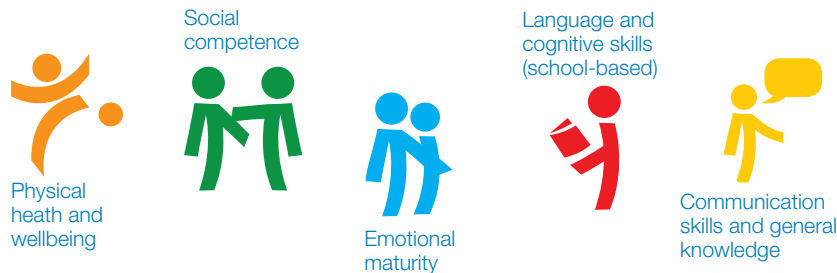 Physical
heath and
wellbeing
Social
competence
Emotional
maturity
Language and
cognitive skills
(school-based)
Communication
skills and general
knowledge